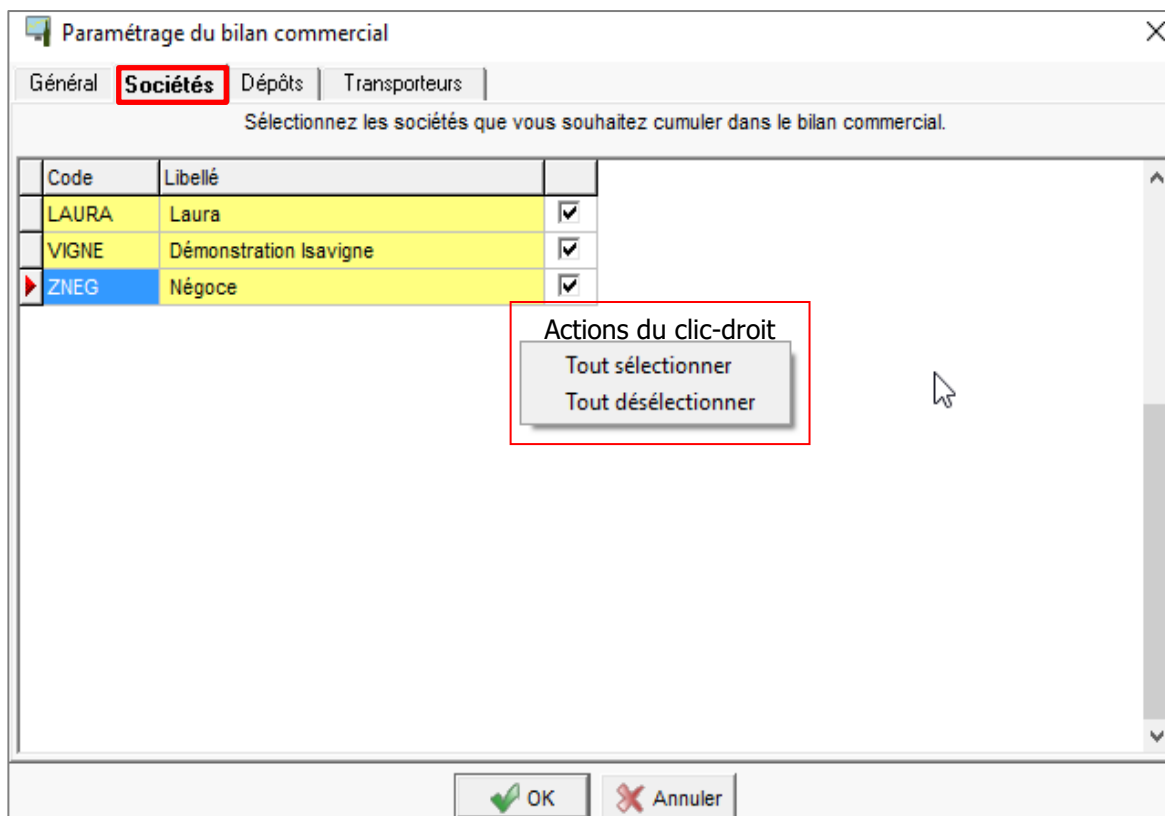 Paramétrage du bilan commercial
Général Sociétés Dépôts Transporteurs
Sélectionnez les sociétés que vous souhaitez cumuler dans le bilan commercial.
Code Libellé
LAURA Laura
VIGNE Démonstration Isavigne
ZNEG Négoce
Actions du clic-droit
Tout sélectionner
Tout désélectionner
OK Annuler